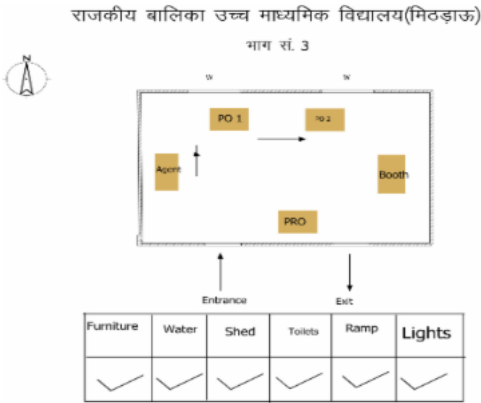 राजकीय बालिका उच्च माध्यमिक विद्यालय(मिठड़ाऊ)
भाग सं. 3
N
W W
PO 1 PO 2
Agent
Booth
PRO
Entrance Exit
Furniture Water Shed Toilets Ramp Lights